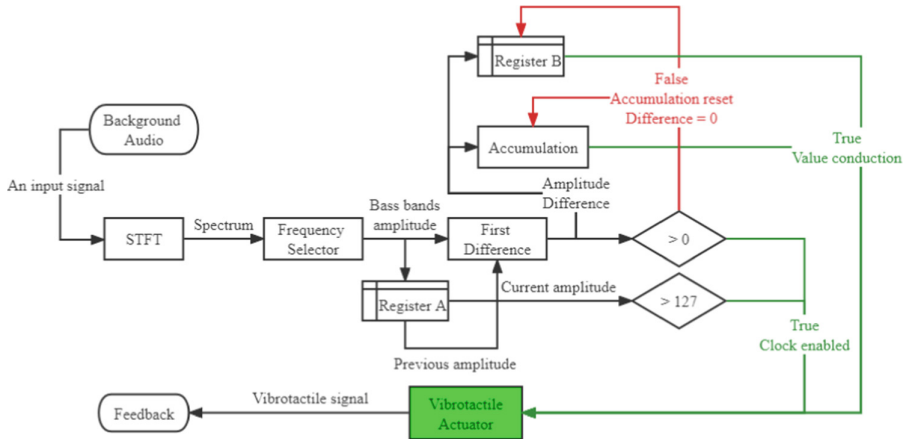 Register B
False
Accumulation reset
Difference = 0
Background
Audio
Accumulation
True
Value conduction
An input signal
Amplitude
Difference
Bass bands
amplitude
Spectrum
STFT
Frequency
Selector
First
Difference
> 0
Current amplitude
Register A
> 127
True
Clock enabled
Previous amplitude
Vibrotactile signal
Feedback
Vibrotactile
Actuator